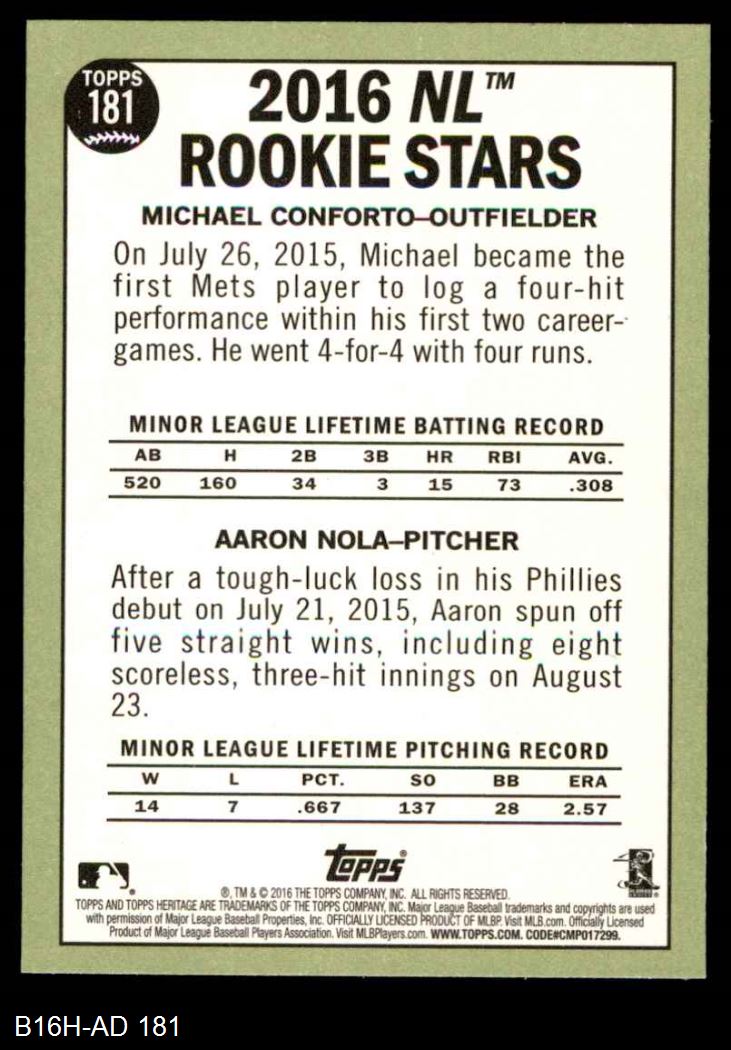 TOPPS
181
2016 NL™
ROOKIE STARS
MICHAEL CONFORTO–OUTFIELDER
On July 26, 2015, Michael became the
first Mets player to log a four-hit
performance within his first two career-
games. He went 4-for-4 with four runs.
MINOR LEAGUE LIFETIME BATTING RECORD
AB H 2B 3B HR RBI AVG.
520 160 34 3 15 73 .308
AARON NOLA–PITCHER
After a tough-luck loss in his Phillies
debut on July 21, 2015, Aaron spun off
five straight wins, including eight
scoreless, three-hit innings on August
23.
MINOR LEAGUE LIFETIME PITCHING RECORD
W L PCT. SO BB ERA
14 7 .667 137 28 2.57
Topps®
®, TM & © 2016 THE TOPPS COMPANY, INC. ALL RIGHTS RESERVED.
TOPPS AND TOPPS HERITAGE ARE TRADEMARKS OF THE TOPPS COMPANY, INC. Major League Baseball trademarks and copyrights are used
with permission of Major League Baseball Properties, Inc. OFFICIALLY LICENSED PRODUCT OF MLBP. Visit MLB.com. Officially Licensed
Product of Major League Baseball Players Association. Visit MLBPlayers.com. WWW.TOPPS.COM. CODE#CMP017299.
B16H-AD 181